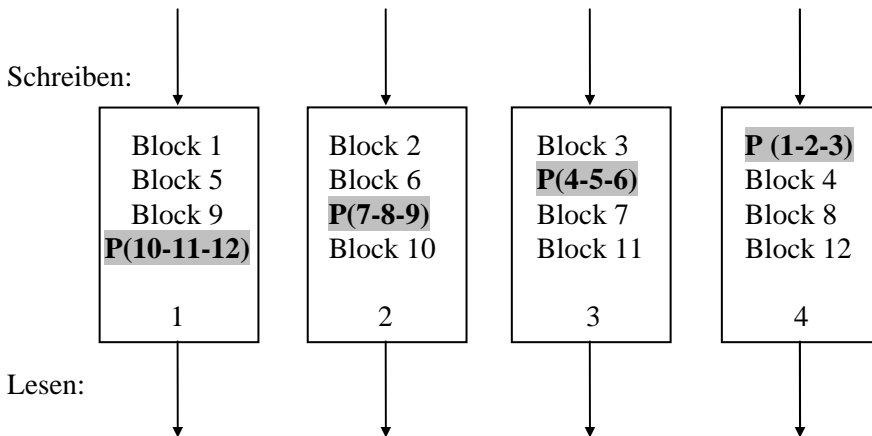 Schreiben:
Block 1 Block 2 Block 3 P (1-2-3)
Block 5 Block 6 P(4-5-6) Block 4
Block 9 P(7-8-9) Block 7 Block 8
P(10-11-12) Block 10 Block 11 Block 12
1 2 3 4
Lesen: